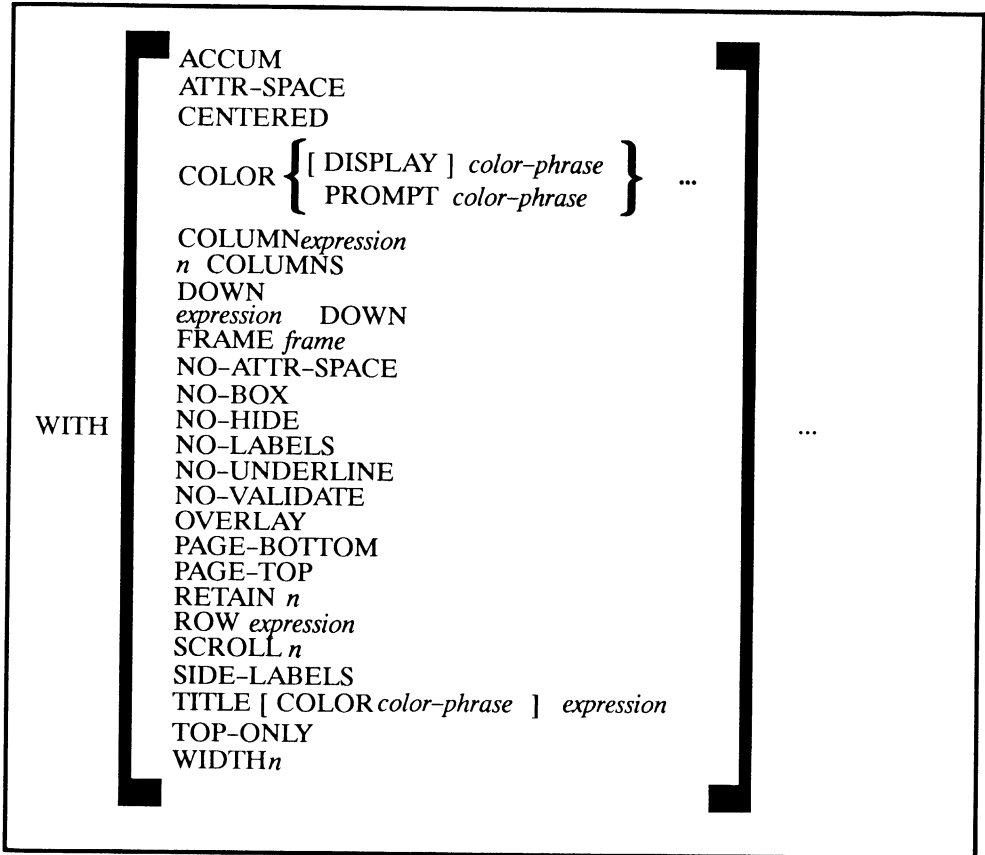 ACCUM
ATTR-SPACE
CENTERED
COLOR { [ DISPLAY ] color-phrase
PROMPT color-phrase } ...
COLUMNexpression
n COLUMNS
DOWN
expression DOWN
FRAME frame
NO-ATTR-SPACE
NO-BOX
NO-HIDE
WITH NO-LABELS ...
NO-UNDERLINE
NO-VALIDATE
OVERLAY
PAGE-BOTTOM
PAGE-TOP
RETAIN n
ROW expression
SCROLL n
SIDE-LABELS
TITLE [ COLOR color-phrase ] expression
TOP-ONLY
WIDTHn